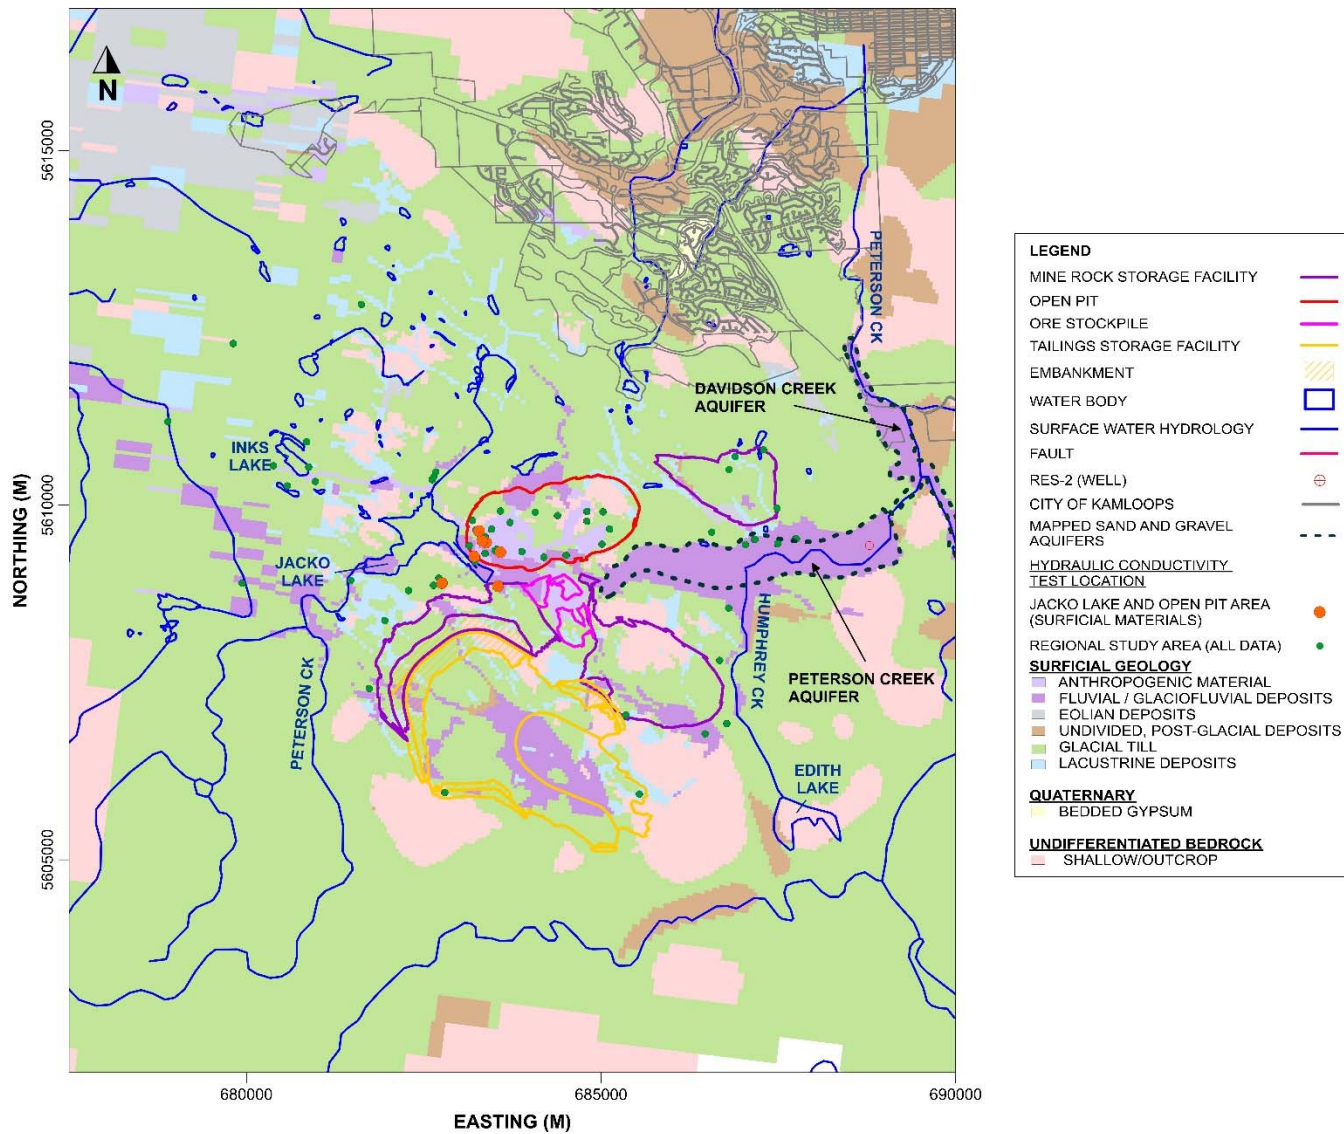 N
5615000
5610000
5605000
NORTHING (M)
680000
685000
690000
EASTING (M)
PETERSON CK
DAVIDSON CREEK
AQUIFER
INKS
LAKE
JACKO
LAKE
HUMPHREY CK
PETERSON CREEK
AQUIFER
PETERSON CK
EDITH
LAKE
LEGEND
MINE ROCK STORAGE FACILITY
OPEN PIT
ORE STOCKPILE
TAILINGS STORAGE FACILITY
EMBANKMENT
WATER BODY
SURFACE WATER HYDROLOGY
FAULT
RES-2 (WELL)
CITY OF KAMLOOPS
MAPPED SAND AND GRAVEL
AQUIFERS
HYDRAULIC CONDUCTIVITY
TEST LOCATION
JACKO LAKE AND OPEN PIT AREA
(SURFICIAL MATERIALS)
REGIONAL STUDY AREA (ALL DATA)
SURFICIAL GEOLOGY
ANTHROPOGENIC MATERIAL
FLUVIAL / GLACIOFLUVIAL DEPOSITS
EOLIAN DEPOSITS
UNDIVIDED, POST-GLACIAL DEPOSITS
GLACIAL TILL
LACUSTRINE DEPOSITS
QUATERNARY
BEDDED GYPSUM
UNDIFFERENTIATED BEDROCK
SHALLOW/OUTCROP